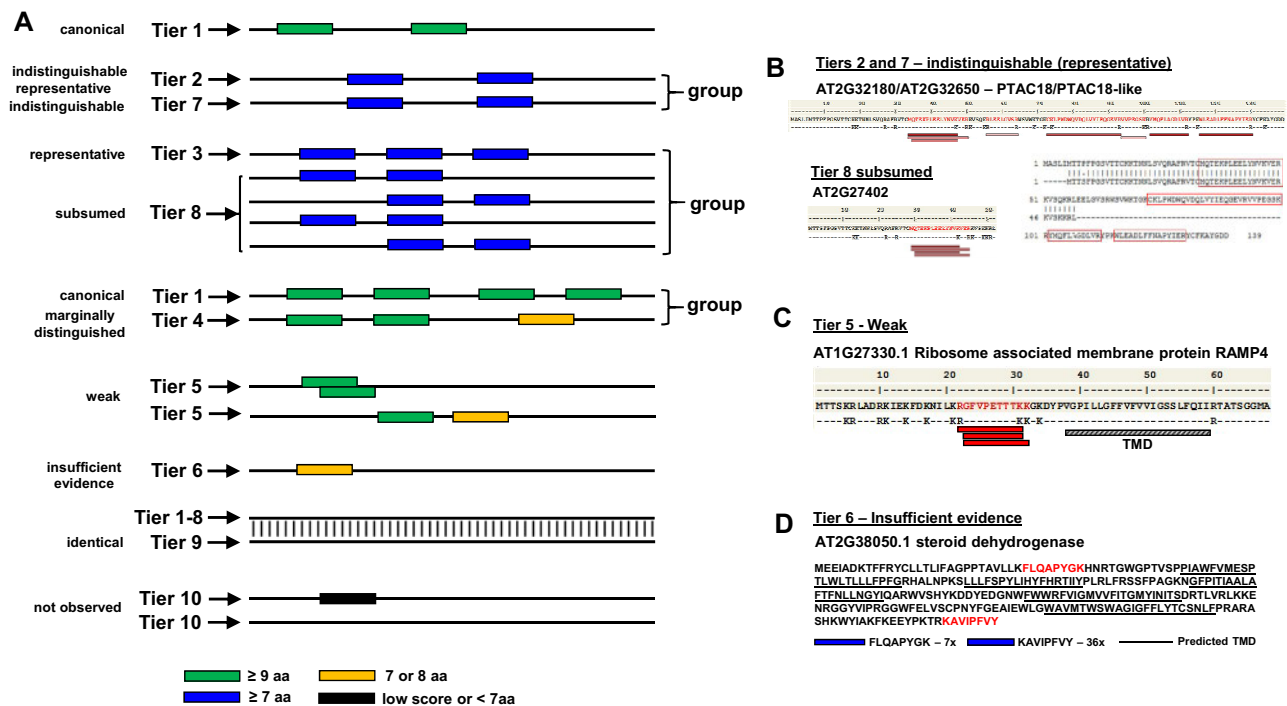 A
canonical Tier 1
indistinguishable
representative Tier 2
indistinguishable Tier 7
group
representative Tier 3
subsumed Tier 8
group
canonical Tier 1
marginally
distinguished Tier 4
group
weak Tier 5
Tier 5
insufficient
evidence Tier 6
Tier 1-8
identical Tier 9
not observed Tier 10
Tier 10
≥ 9 aa
7 or 8 aa
≥ 7 aa
low score or < 7aa
B
Tiers 2 and 7 – indistinguishable (representative)
AT2G32180/AT2G32650 – PTAC18/PTAC18-like
Tier 8 subsumed
AT2G27402
C
Tier 5 - Weak
AT1G27330.1 Ribosome associated membrane protein RAMP4
10 20 30 40 50 60
MTTSKRLADRKIEKFDKNILKRGFVPETTTKKGKDYPVGPILLGFFVFVVIGSSLFQIIRTATSGGMA
TMD
D
Tier 6 – Insufficient evidence
AT2G38050.1 steroid dehydrogenase
MEEIADKTFFRYCLLTLIFAGPPTAVLLKFLQAPYGKHNRTGWGPTVSPPIAWFVMESP
TLWLTLLLFPFGRHALNPKSLLLFSPYLIHYFHRTIIYPLRLFRSSFPAGKNGFPITIAALA
FTFNLLNGYIQARWVSHYKDDYEDGNWFWWRFVIGMVVFITGMYINITSDRTLVRLKKE
NRGGYVIPRGGWFELVSCPNYFGEAIEWLGWAVMTWSWAGIGFFLYTCSNLFPRARA
SHKWYIAKFKEEYPKTRKAVIPFVY
FLQAPYGK – 7x
KAVIPFVY – 36x
Predicted TMD